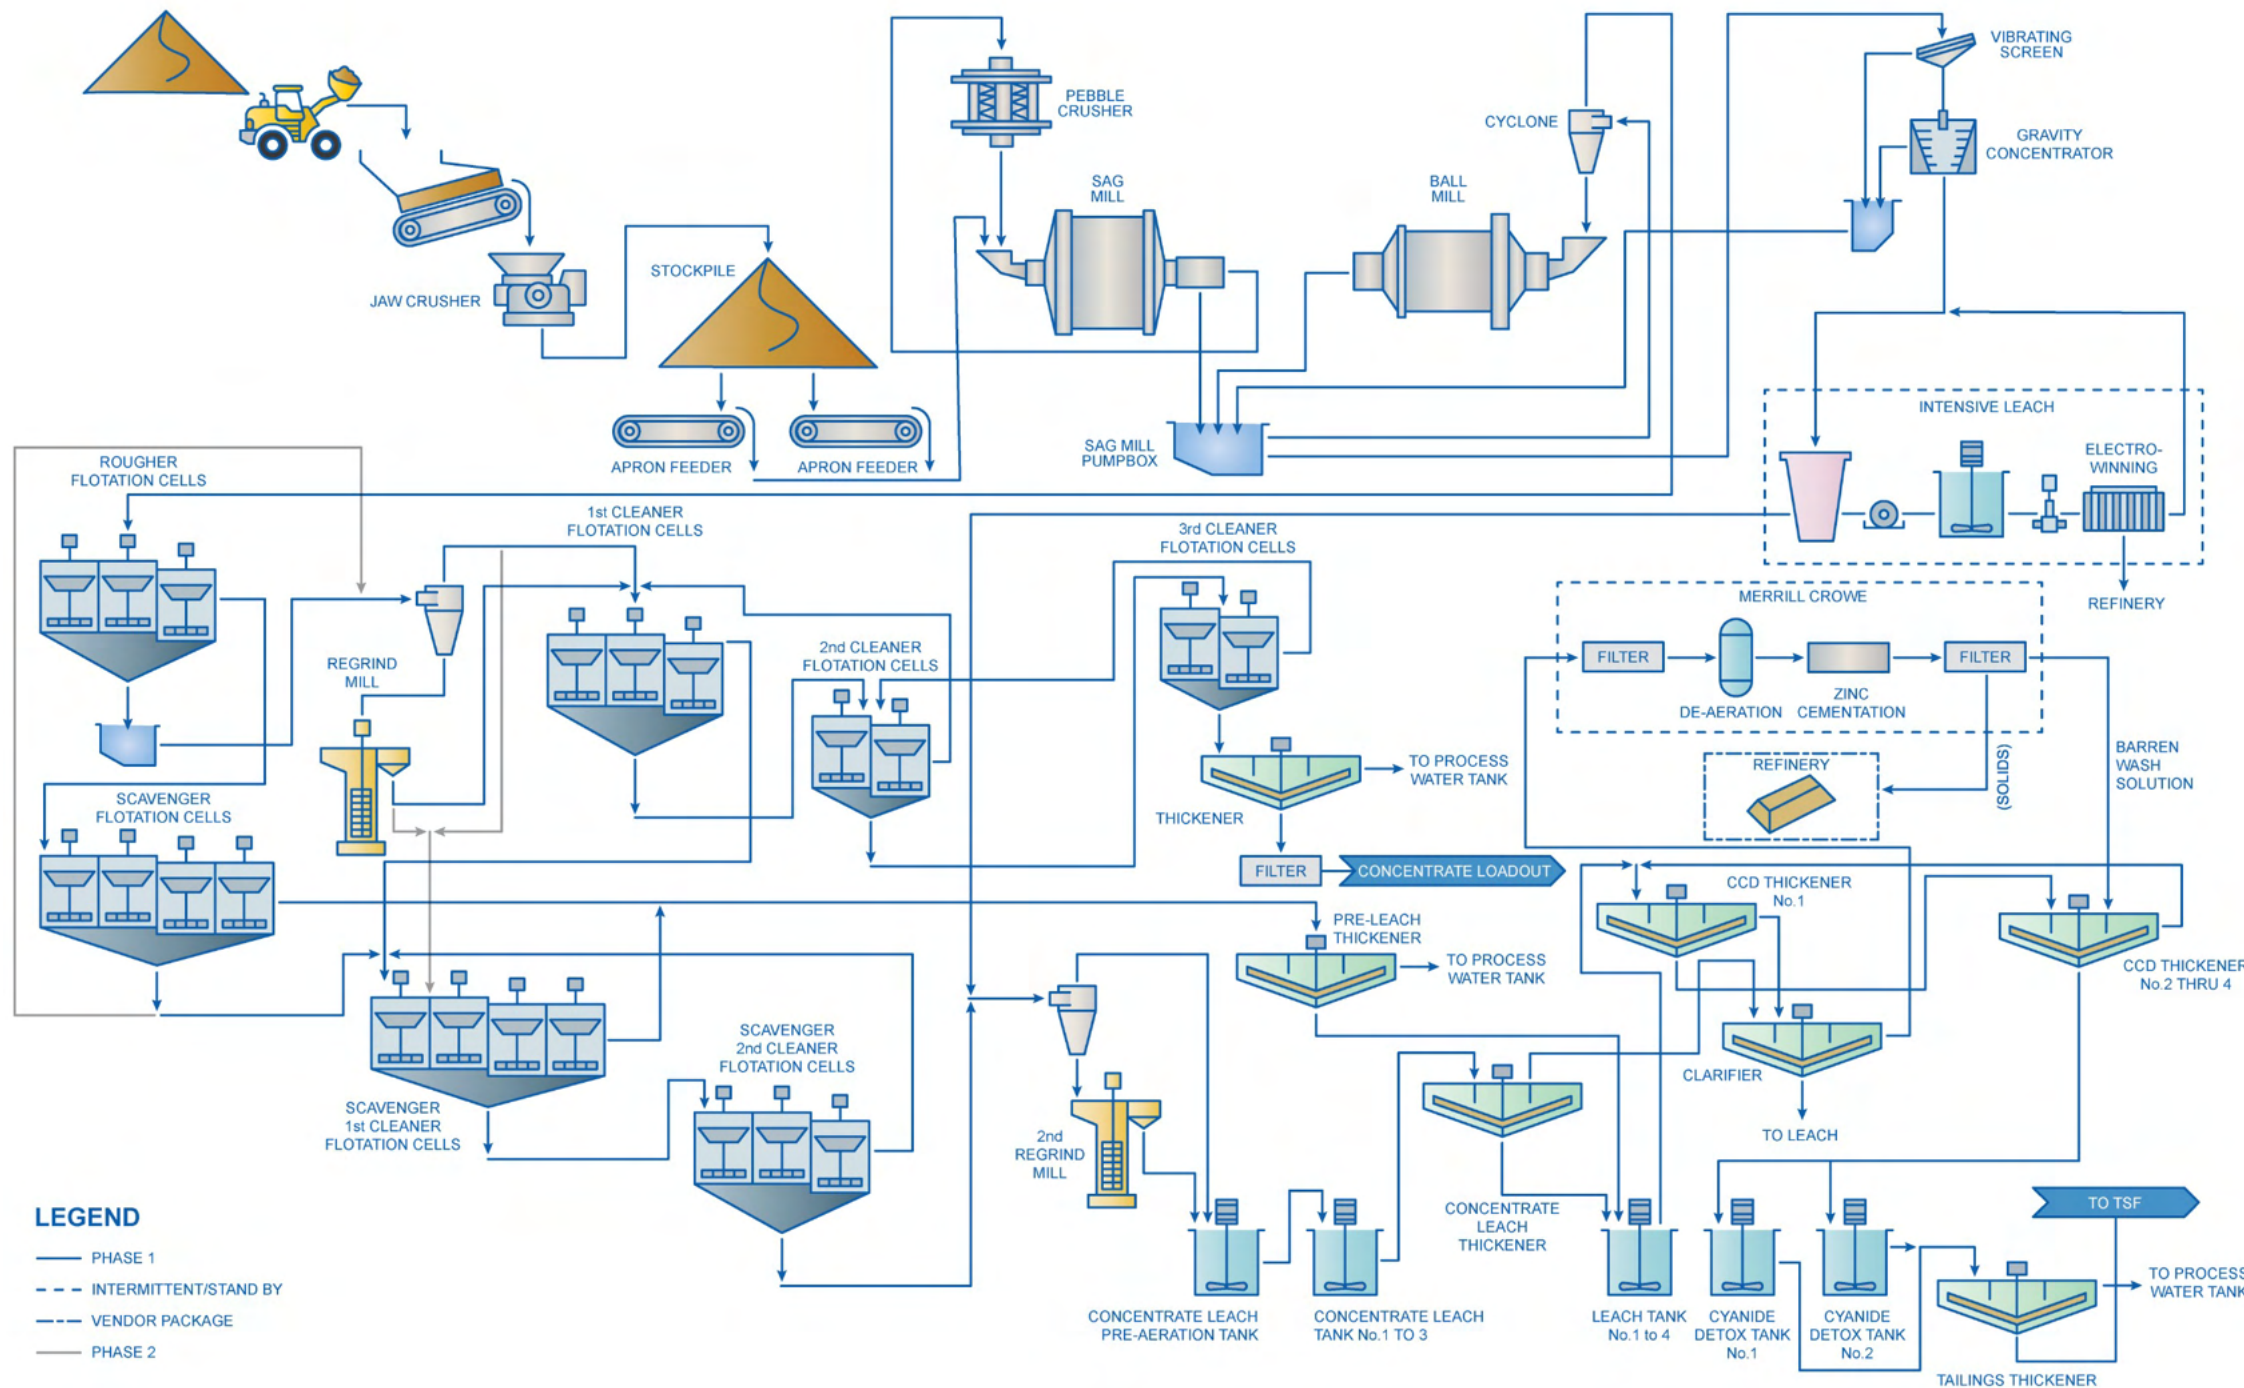 VIBRATING
SCREEN
PEBBLE
CRUSHER
CYCLONE
GRAVITY
CONCENTRATOR
SAG
MILL
BALL
MILL
STOCKPILE
JAW CRUSHER
INTENSIVE LEACH
SAG MILL
PUMPBOX
ELECTRO-
WINNING
APRON FEEDER
APRON FEEDER
ROUGHER
FLOTATION CELLS
1st CLEANER
FLOTATION CELLS
3rd CLEANER
FLOTATION CELLS
REFINERY
MERRILL CROWE
FILTER
FILTER
DE-AERATION
ZINC
CEMENTATION
REGRIND
MILL
2nd CLEANER
FLOTATION CELLS
(SOLIDS)
BARREN
WASH
SOLUTION
REFINERY
TO PROCESS
WATER TANK
THICKENER
SCAVENGER
FLOTATION CELLS
FILTER
CONCENTRATE LOADOUT
CCD THICKENER
No.1
PRE-LEACH
THICKENER
TO PROCESS
WATER TANK
CCD THICKENER
No.2 THRU 4
SCAVENGER
2nd CLEANER
FLOTATION CELLS
CLARIFIER
SCAVENGER
1st CLEANER
FLOTATION CELLS
TO LEACH
2nd
REGRIND
MILL
CONCENTRATE
LEACH
THICKENER
TO TSF
LEGEND
PHASE 1
INTERMITTENT/STAND BY
VENDOR PACKAGE
PHASE 2
TO PROCESS
WATER TANK
CONCENTRATE LEACH
PRE-AERATION TANK
CONCENTRATE LEACH
TANK No.1 TO 3
LEACH TANK
No.1 to 4
CYANIDE
DETOX TANK
No.1
CYANIDE
DETOX TANK
No.2
TAILINGS THICKENER